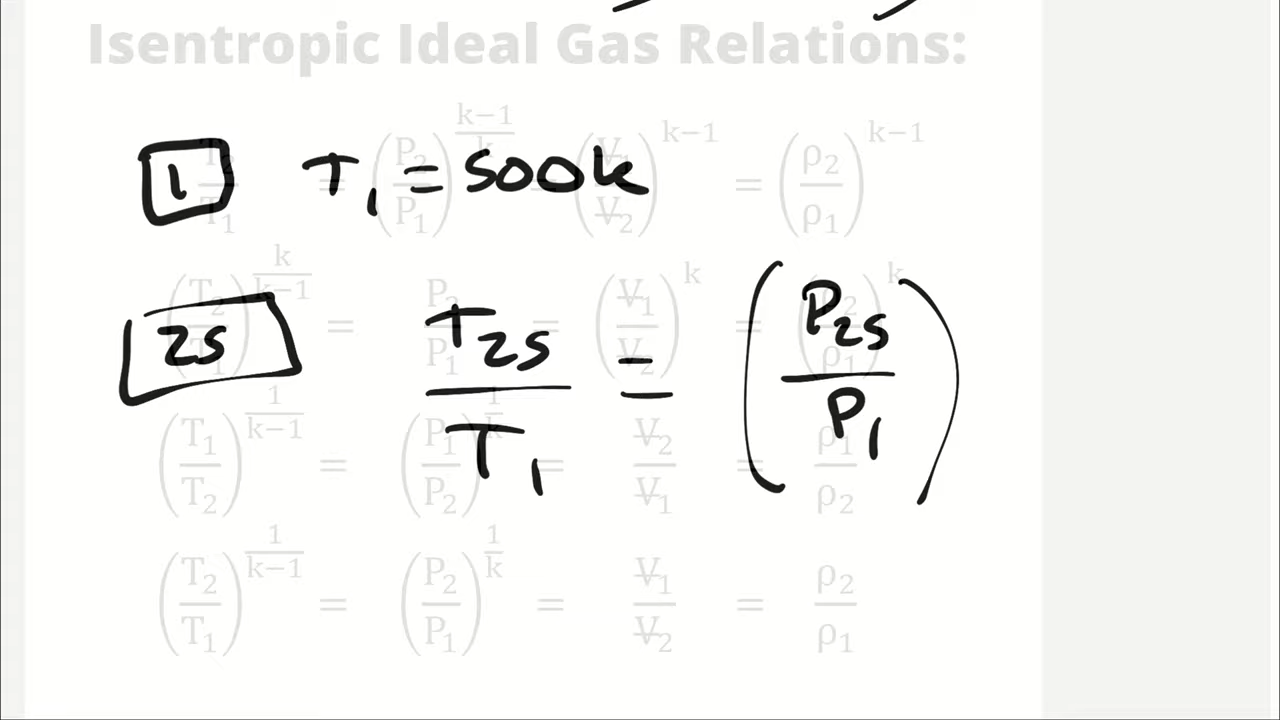 Isentropic Ideal Gas Relations:
1 T₁ = 500k
T₂/T₁ = (P₂/P₁)^((k−1)/k) = (V₁/V₂)^(k−1) = (ρ₂/ρ₁)^(k−1)
2s T₂s/T₁ = (P₂s/P₁)
(T₂/T₁)^(k/(k−1)) = P₂/P₁ = (V₁/V₂)^k = (ρ₂/ρ₁)^k
(T₁/T₂)^(1/(k−1)) = (P₁/P₂)^(1/k) = V₂/V₁ = ρ₁/ρ₂
(T₂/T₁)^(1/(k−1)) = (P₂/P₁)^(1/k) = V₁/V₂ = ρ₂/ρ₁